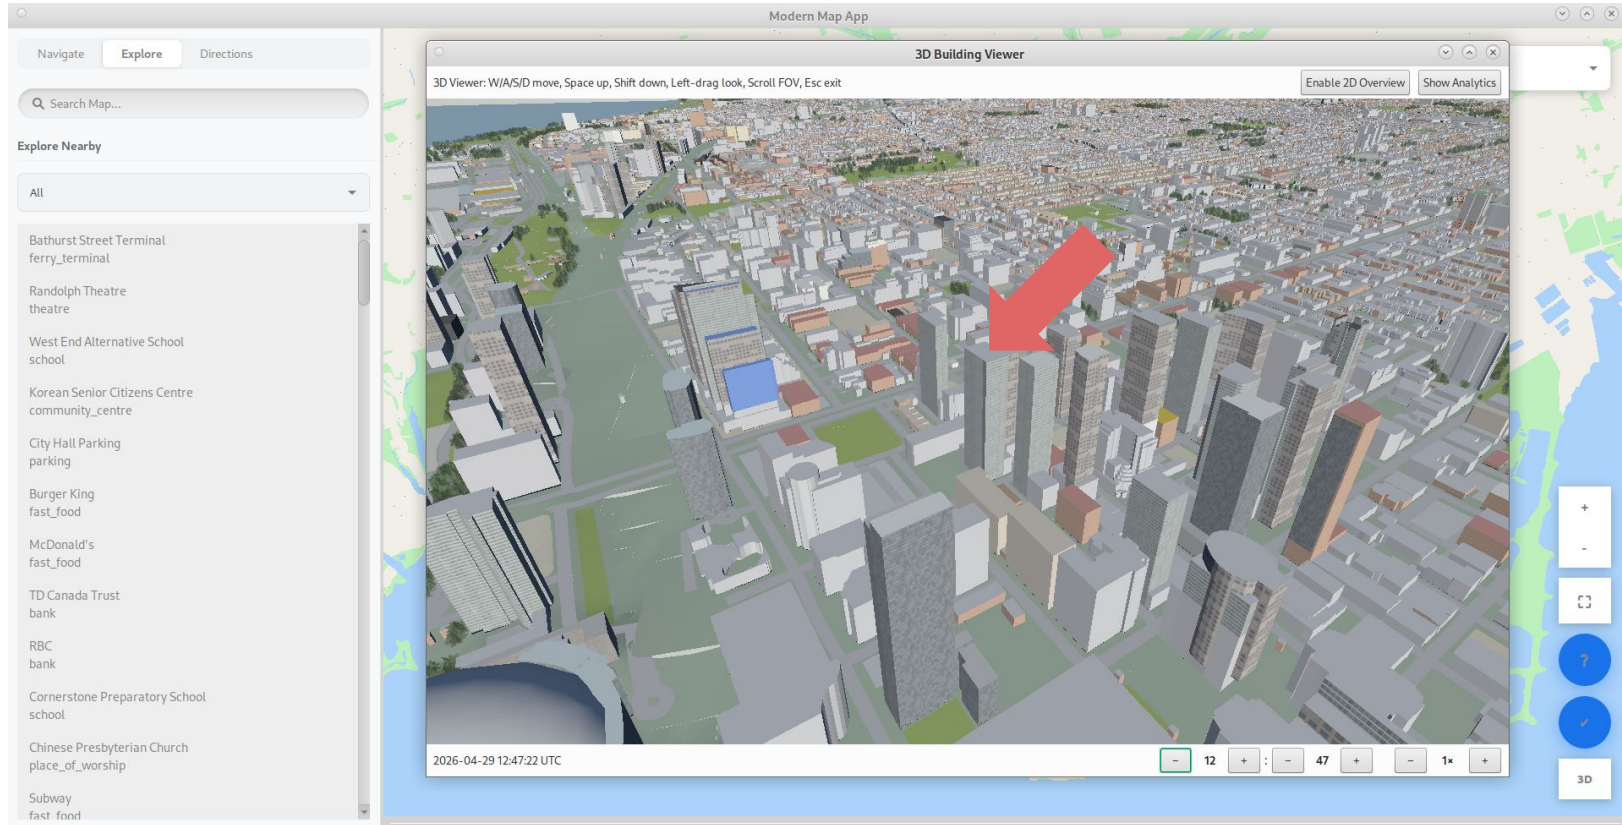 Modern Map App
Navigate Explore Directions
Search Map...
Explore Nearby
All
Bathurst Street Terminal
ferry_terminal
Randolph Theatre
theatre
West End Alternative School
school
Korean Senior Citizens Centre
community_centre
City Hall Parking
parking
Burger King
fast_food
McDonald's
fast_food
TD Canada Trust
bank
RBC
bank
Cornerstone Preparatory School
school
Chinese Presbyterian Church
place_of_worship
Subway
fast_food
3D Building Viewer
3D Viewer: W/A/S/D move, Space up, Shift down, Left-drag look, Scroll FOV, Esc exit
Enable 2D Overview Show Analytics
2026-04-29 12:47:22 UTC
- 12 + : - 47 + - 1× +
+
-
?
✓
3D